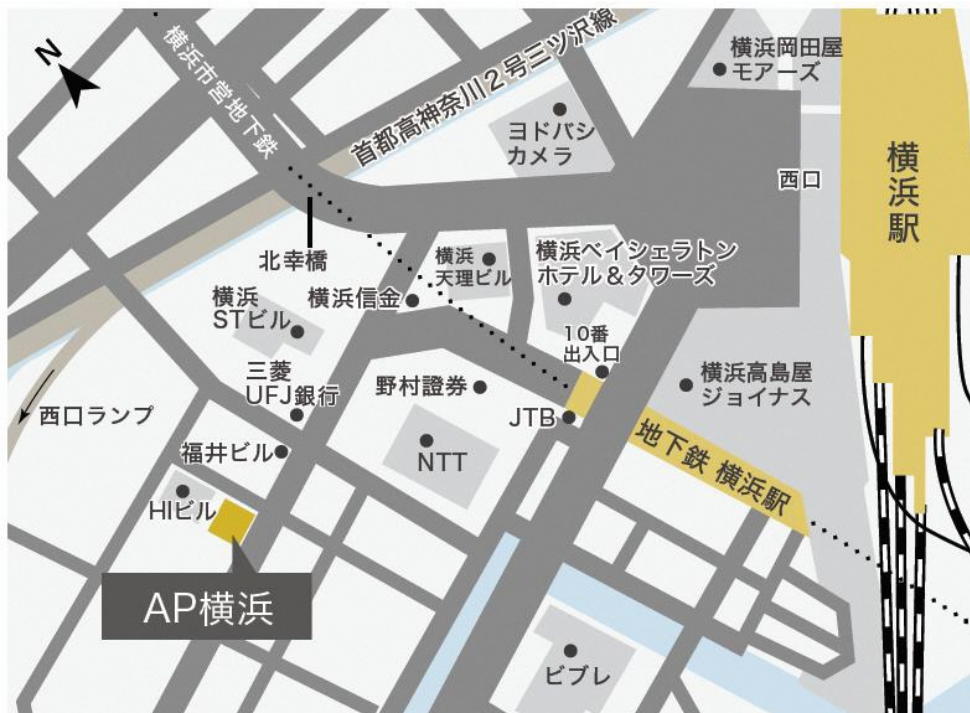 N
横浜市営地下鉄
首都高神奈川2号三ツ沢線
横浜岡田屋
モアーズ
ヨドバシ
カメラ
横浜駅
西口
北幸橋
横浜
天理ビル
横浜ベイシェラトン
ホテル＆タワーズ
横浜
STビル
横浜信金
10番
出入口
三菱
UFJ銀行
野村證券
横浜高島屋
ジョイナス
西口ランプ
JTB
地下鉄 横浜駅
福井ビル
NTT
HIビル
AP横浜
ビブレ